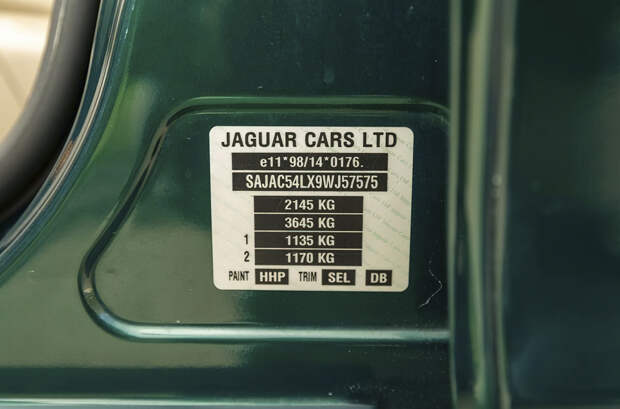 JAGUAR CARS LTD
e11*98/14*0176.
SAJAC54LX9WJ57575
2145 KG
3645 KG
1 1135 KG
2 1170 KG
PAINT HHP TRIM SEL DB